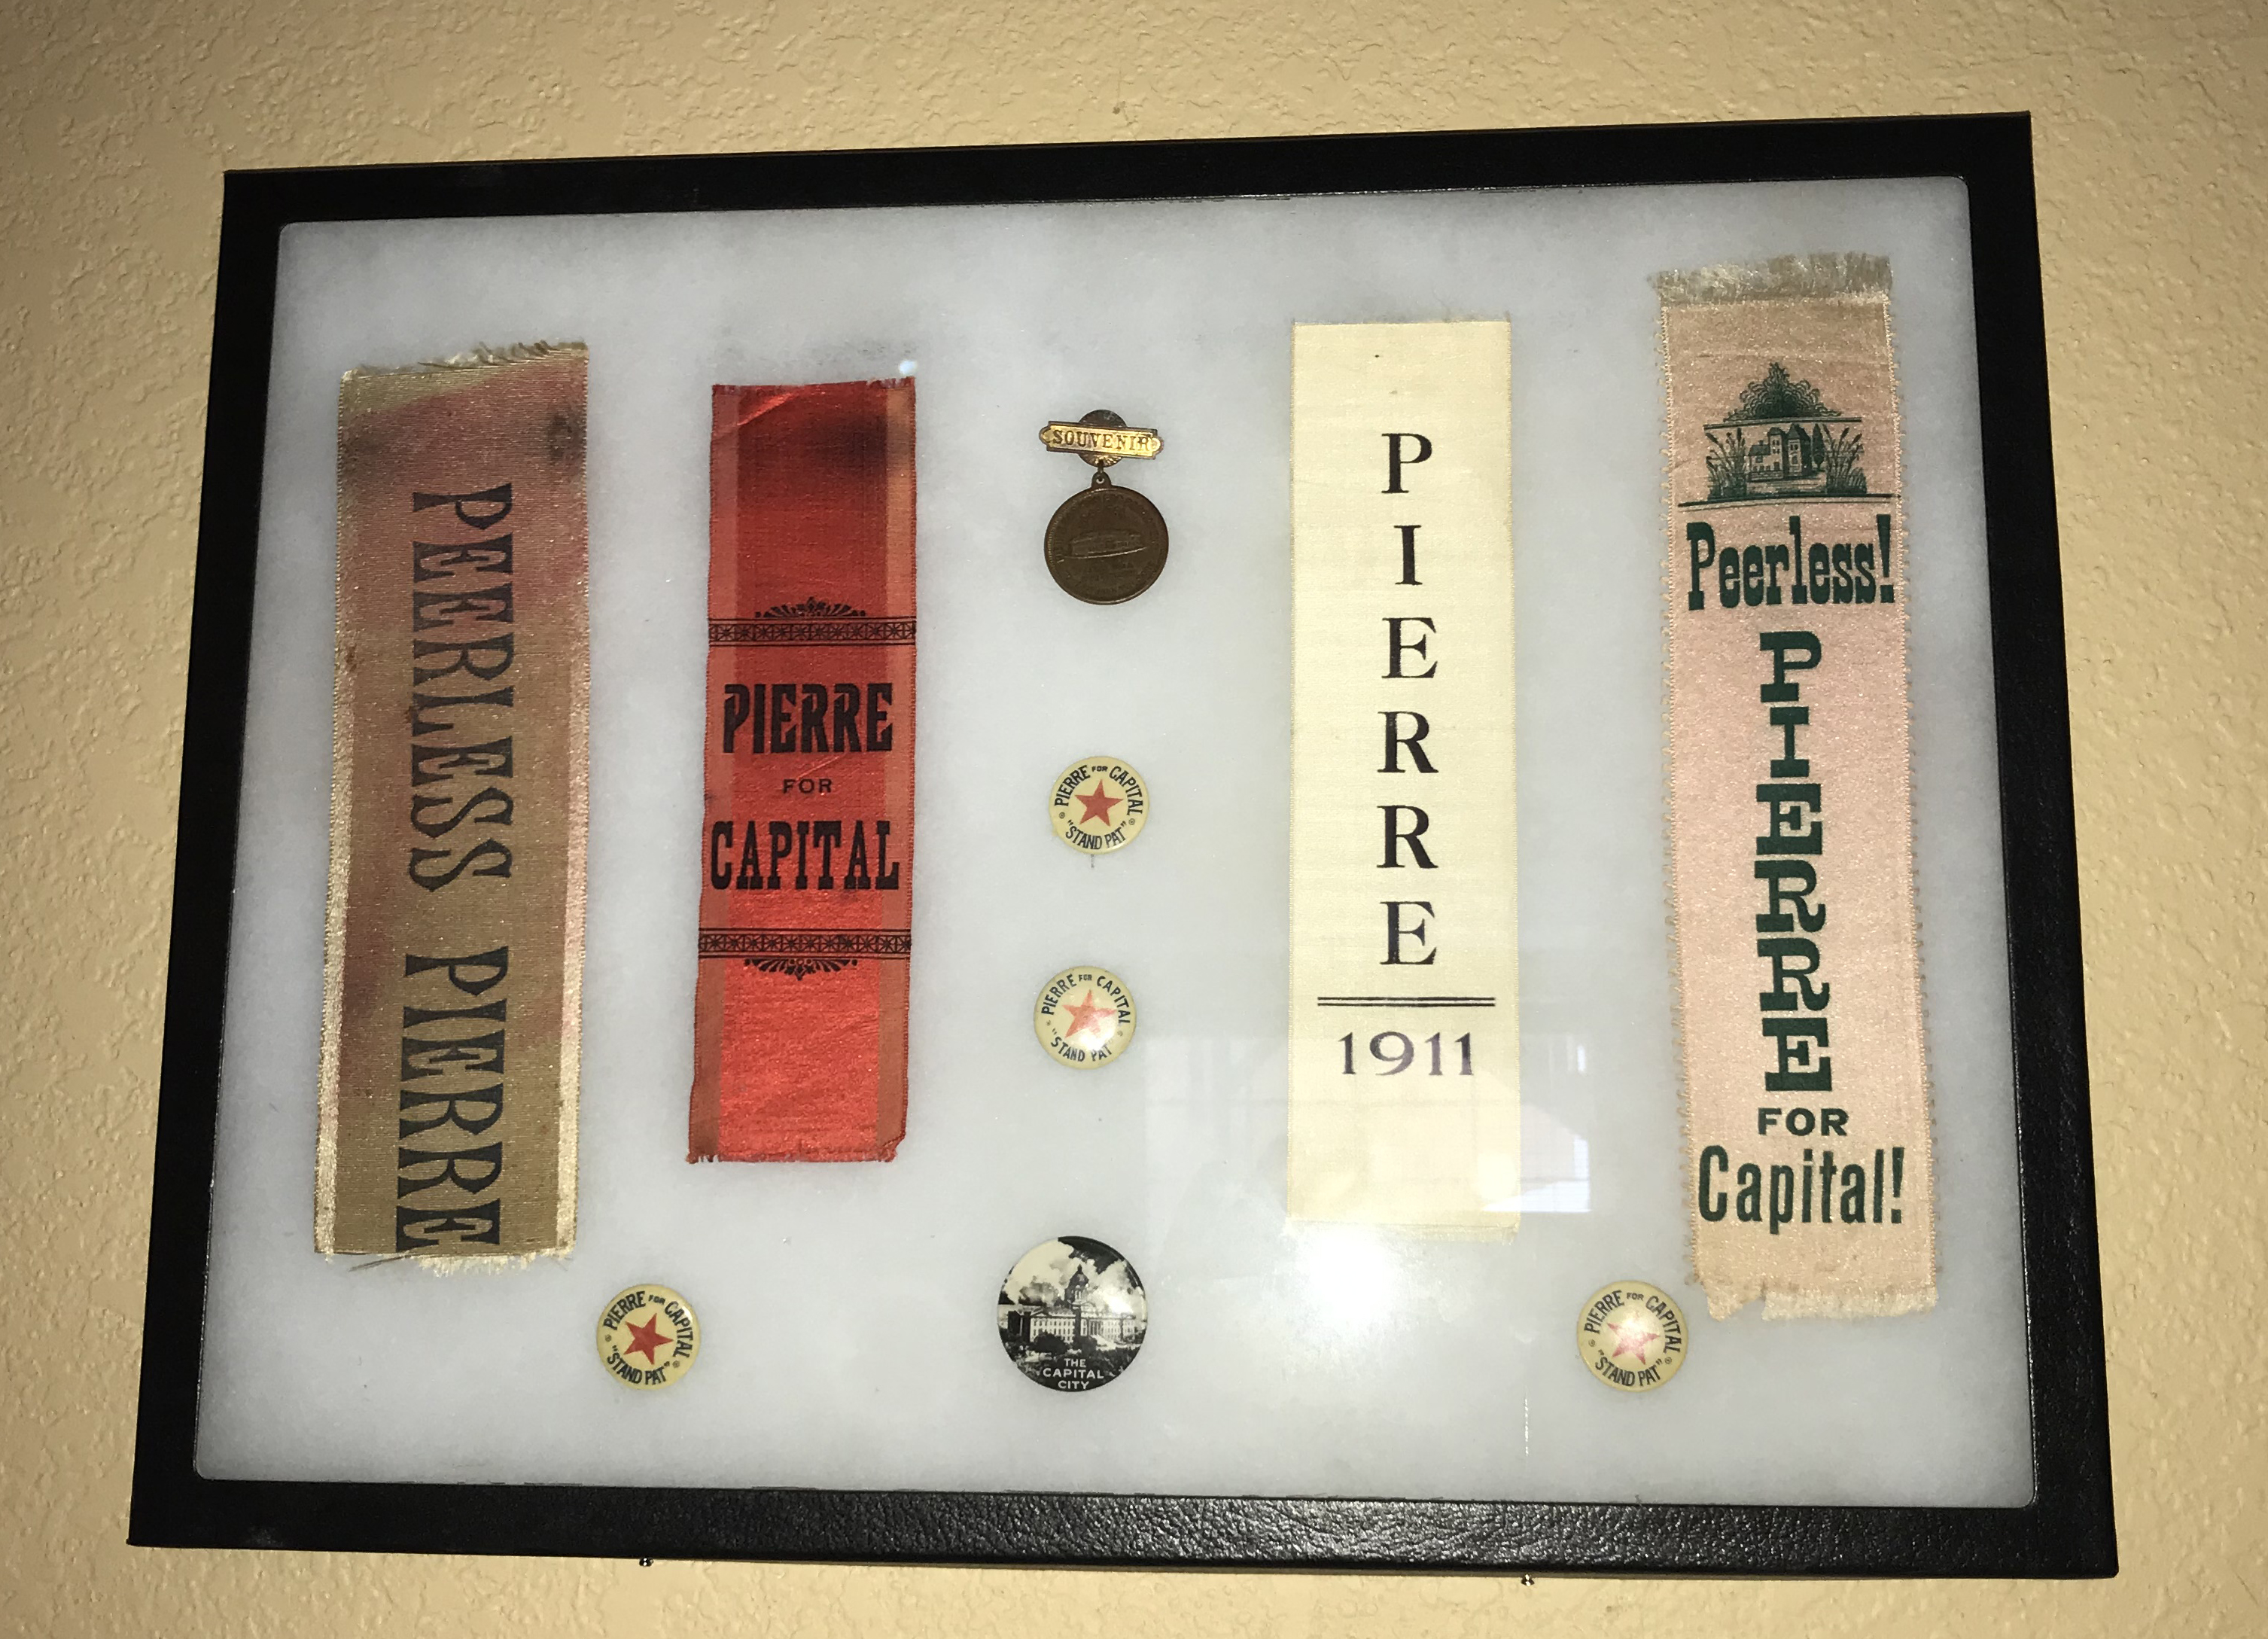 PEERLESS PIERRE
PIERRE
FOR
CAPITAL
SOUVENIR
PIERRE FOR CAPITAL
"STAND PAT"
PIERRE FOR CAPITAL
"STAND PAT"
PIERRE
1911
Peerless!
PIERRE
FOR
Capital!
PIERRE FOR CAPITAL
"STAND PAT"
THE
CAPITAL
CITY
PIERRE FOR CAPITAL
"STAND PAT"